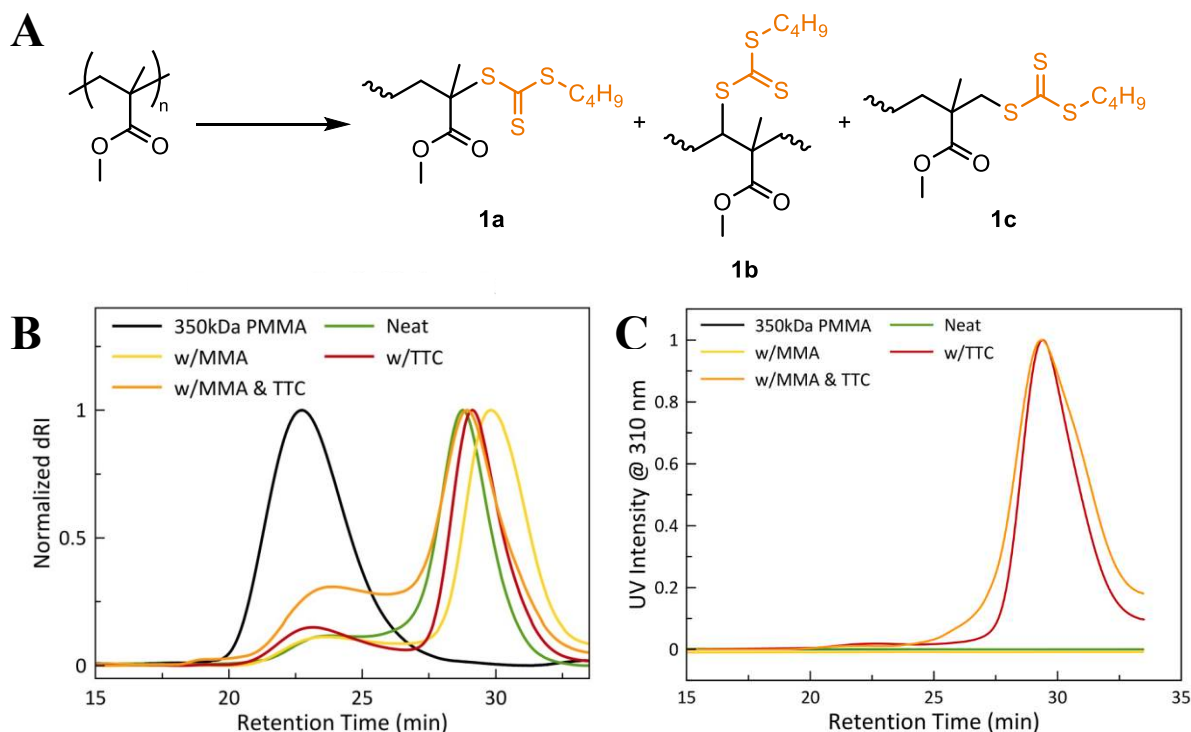 A
n
O
O
S
S
C4H9
S
O
O
1a
+
C4H9
S
S
S
O
O
1b
+
S
S
S
C4H9
O
O
1c
B
350kDa PMMA
Neat
w/MMA
w/TTC
w/MMA & TTC
Normalized dRI
1
0.5
0
15
20
25
30
Retention Time (min)
C
350kDa PMMA
Neat
w/MMA
w/TTC
w/MMA & TTC
UV Intensity @ 310 nm
1
0.8
0.6
0.4
0.2
0
15
20
25
30
35
Retention Time (min)